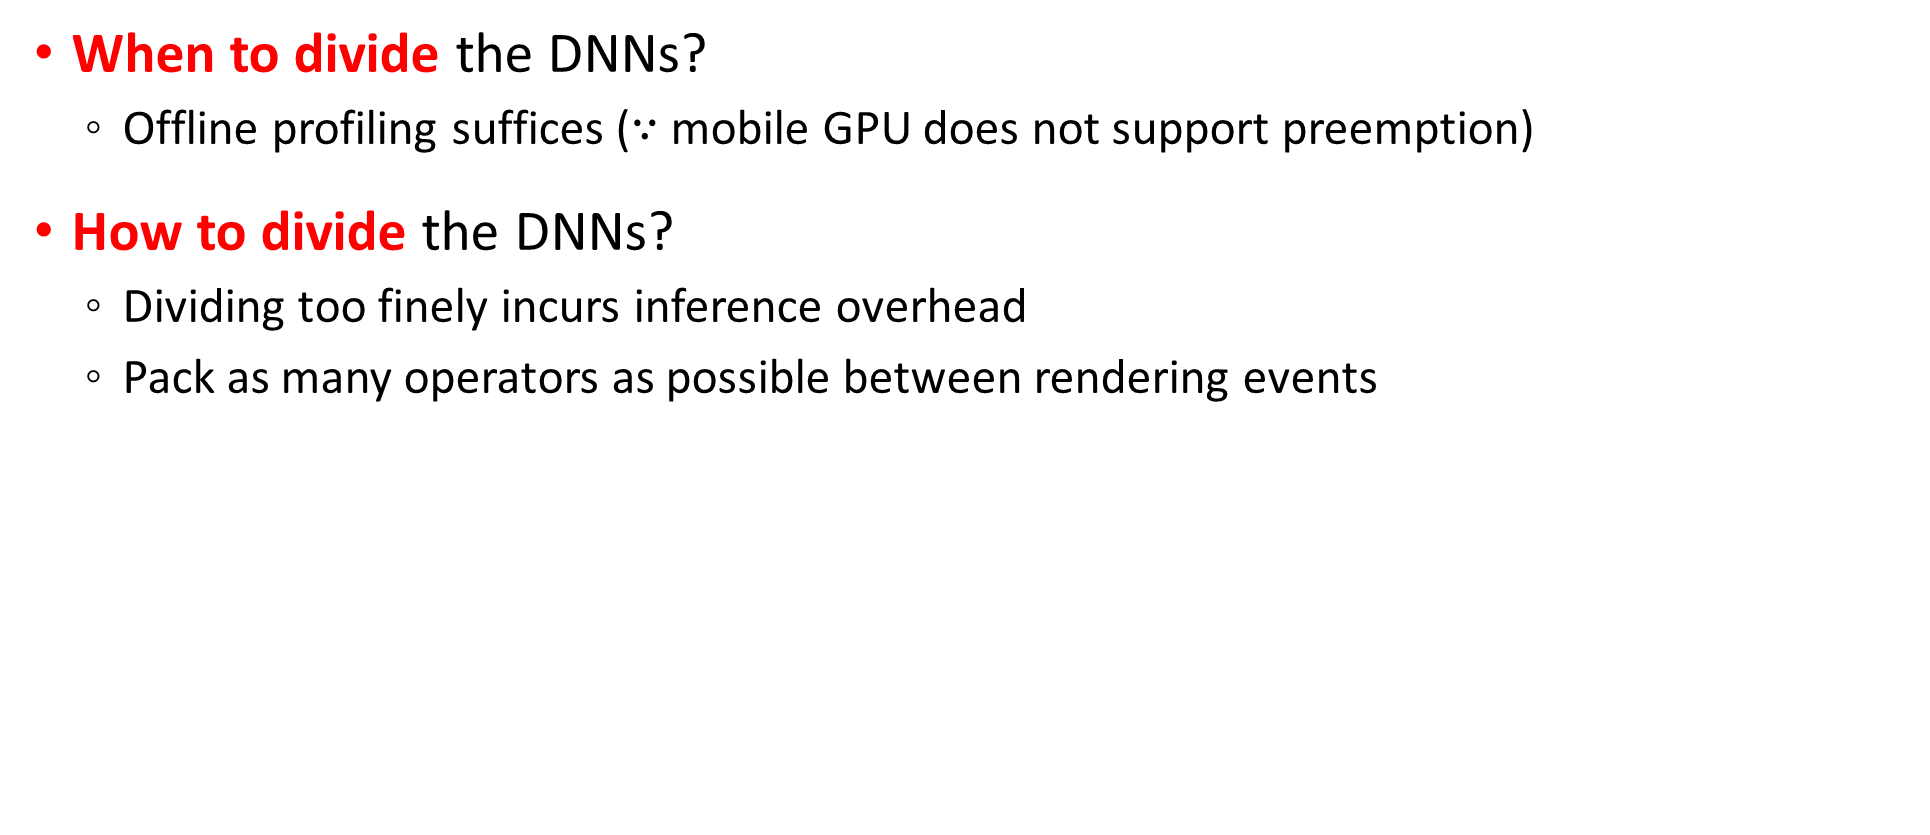 • When to divide the DNNs?
◦ Offline profiling suffices (∵ mobile GPU does not support preemption)
• How to divide the DNNs?
◦ Dividing too finely incurs inference overhead
◦ Pack as many operators as possible between rendering events